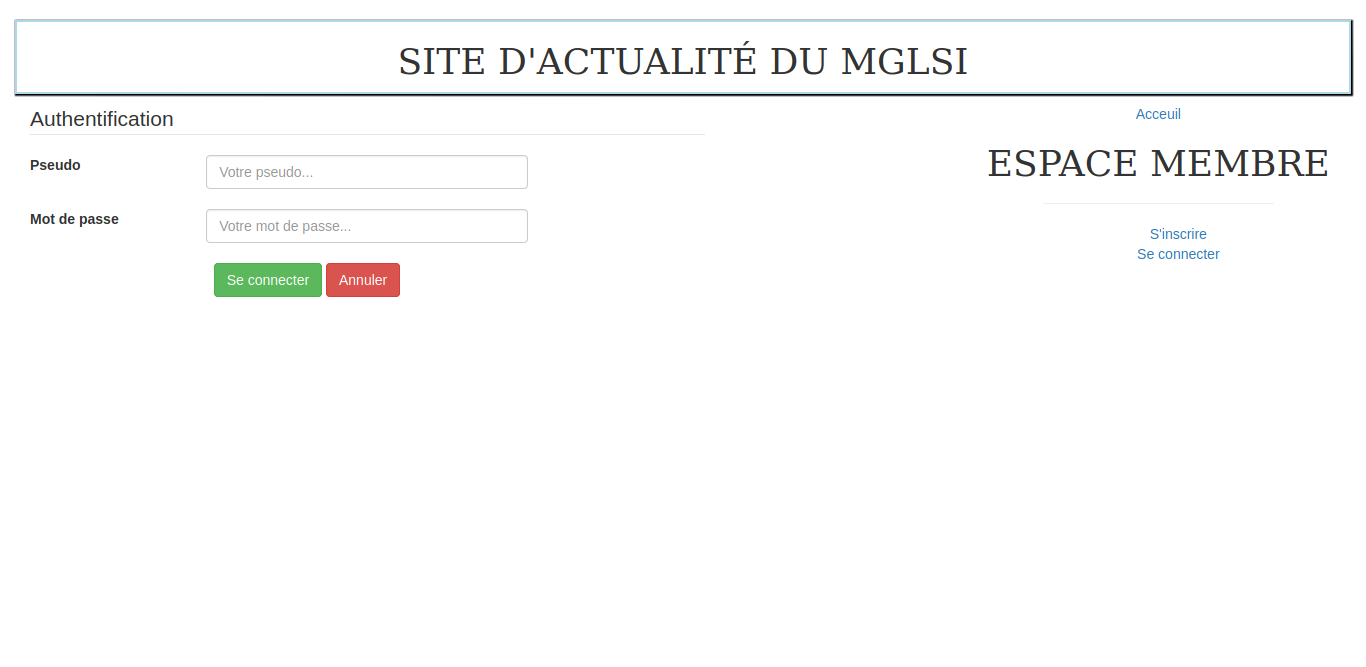 SITE D'ACTUALITÉ DU MGLSI
Authentification
Pseudo
Votre pseudo...
Mot de passe
Votre mot de passe...
Se connecter
Annuler
Acceuil
ESPACE MEMBRE
S'inscrire
Se connecter